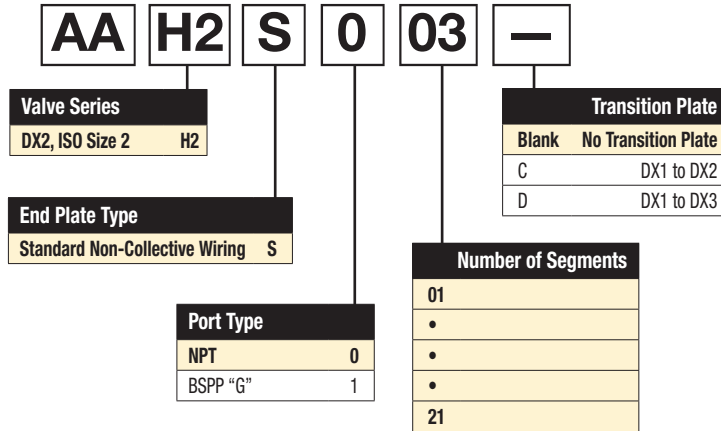 AA H2 S 0 03 –
Valve Series
DX2, ISO Size 2 H2
Transition Plate
Blank No Transition Plate
C DX1 to DX2
D DX1 to DX3
End Plate Type
Standard Non-Collective Wiring S
Number of Segments
01
•
•
•
21
Port Type
NPT 0
BSPP “G” 1